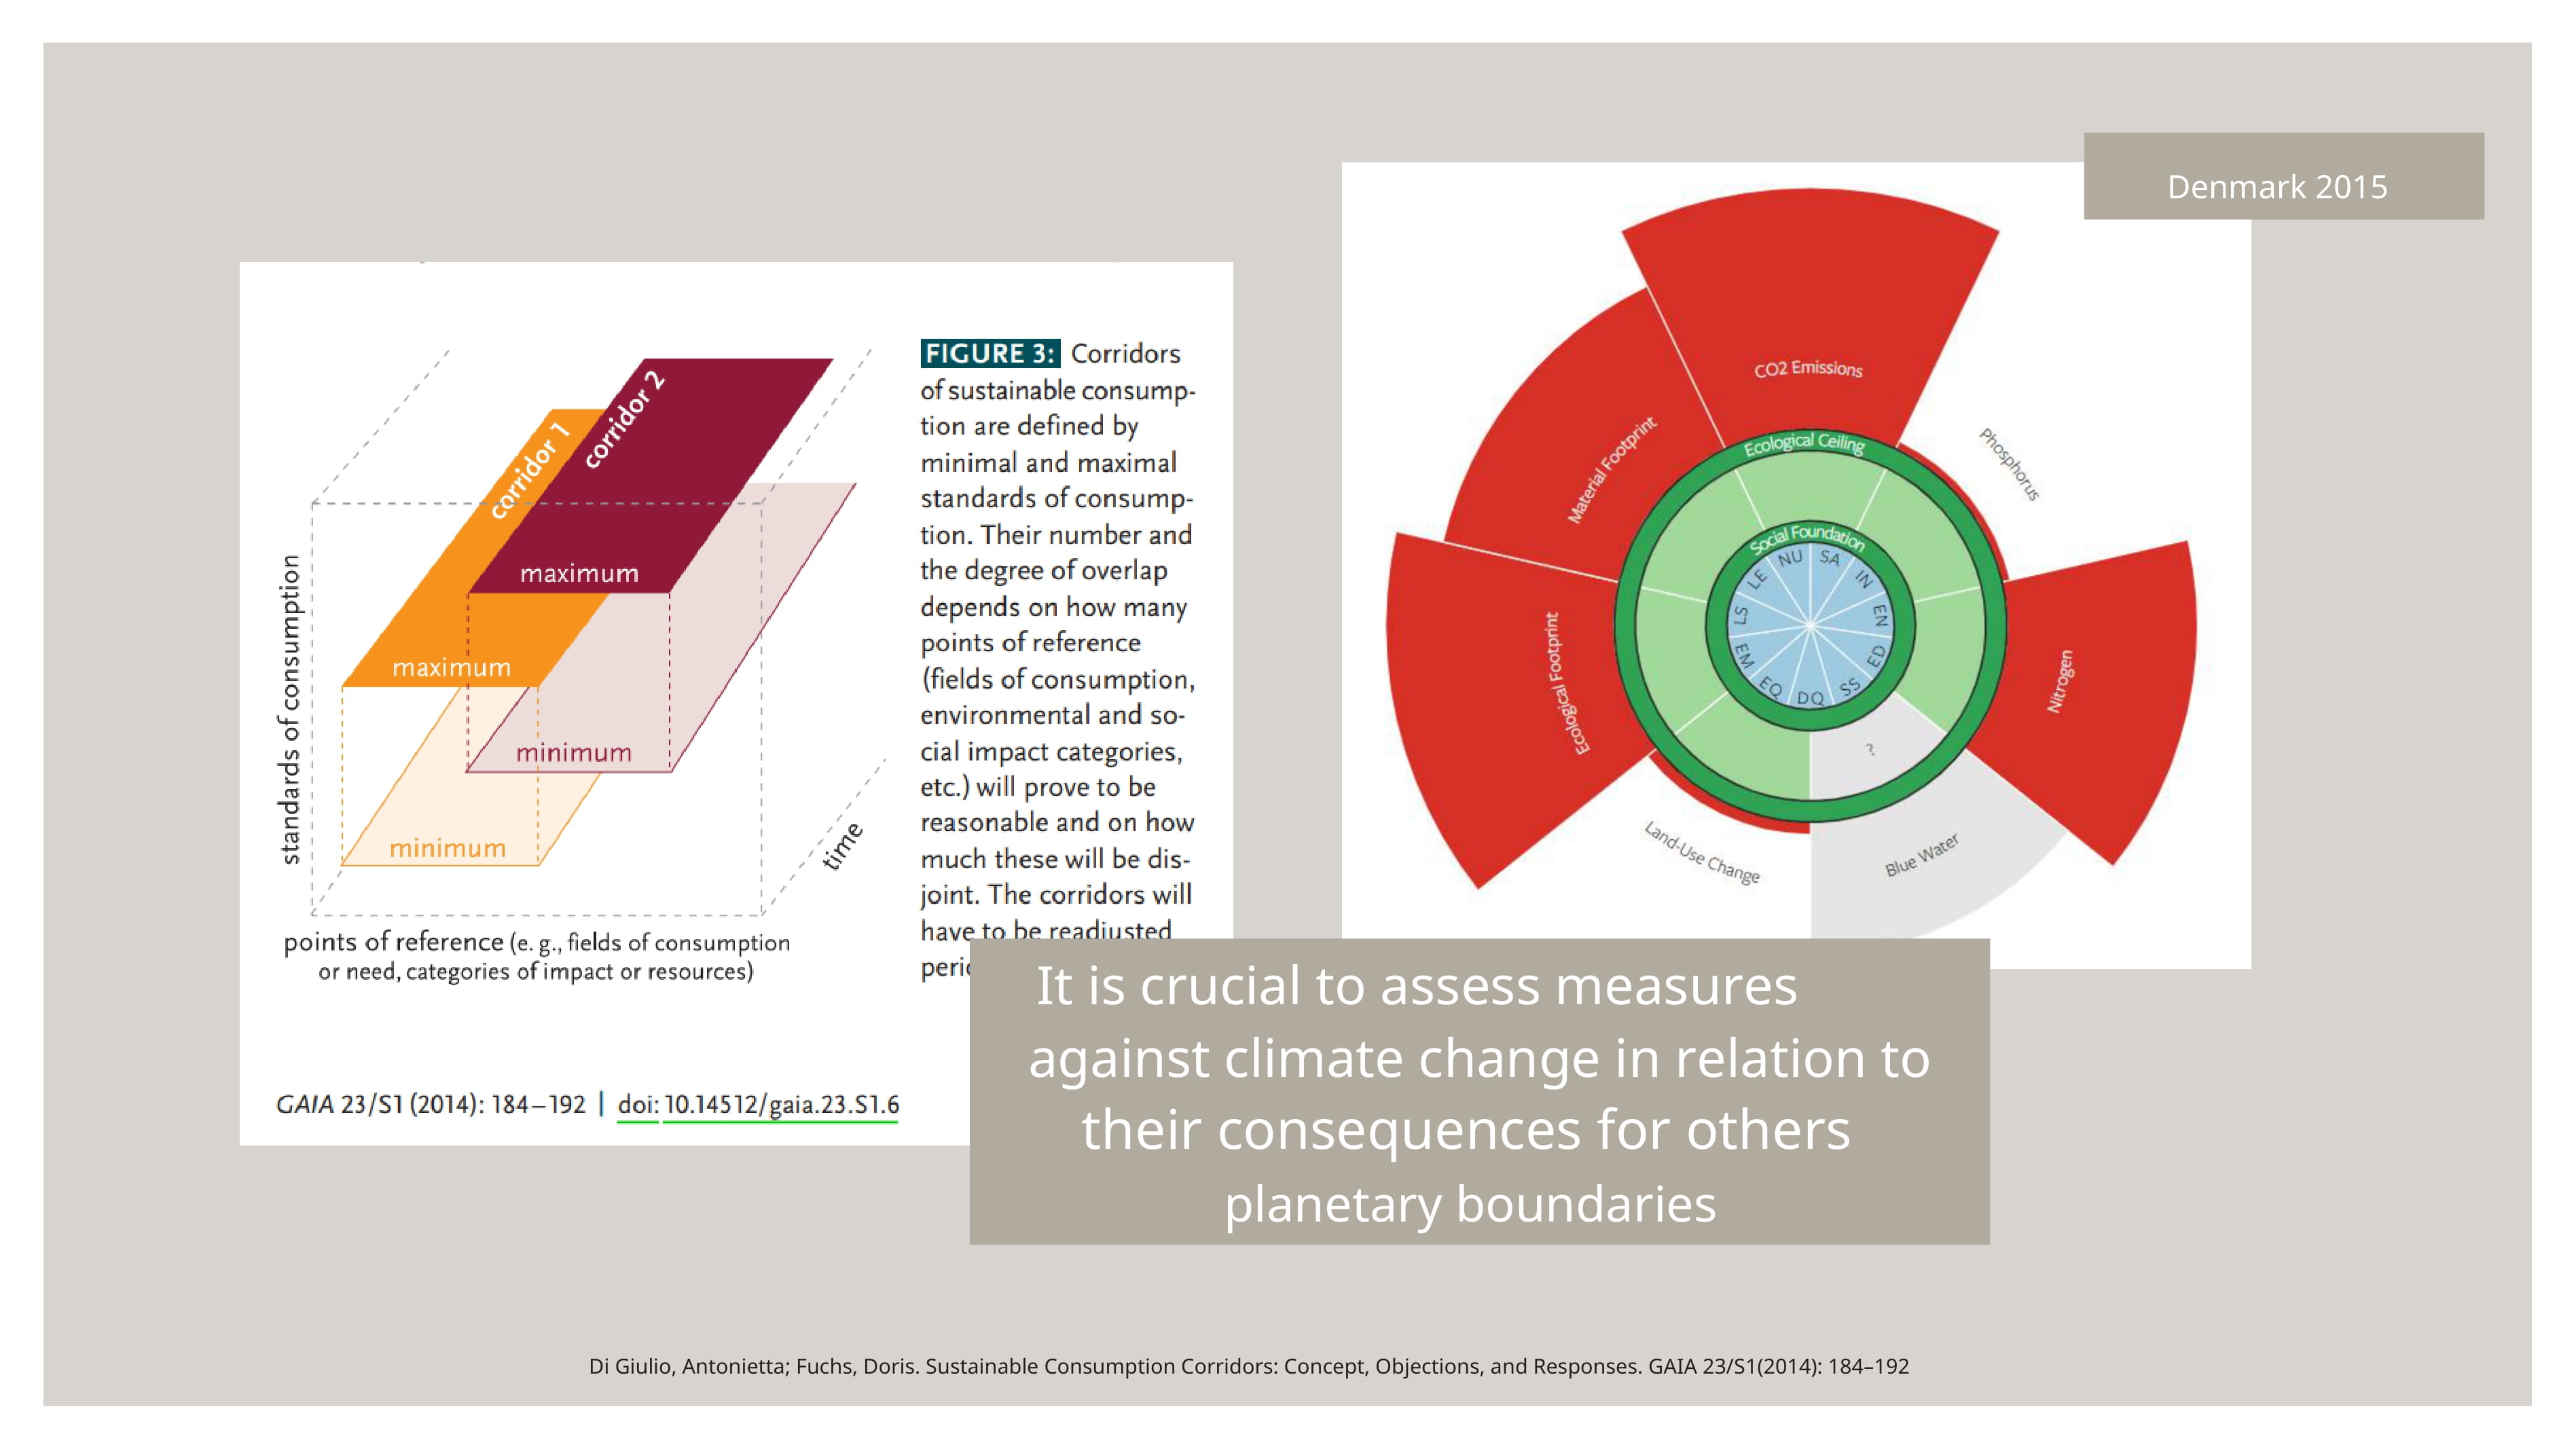 Denmark 2015
corridor 1
corridor 2
maximum
maximum
minimum
minimum
standards of consumption
time
points of reference (e. g., fields of consumption
or need, categories of impact or resources)
FIGURE 3: Corridors
of sustainable consump-
tion are defined by
minimal and maximal
standards of consump-
tion. Their number and
the degree of overlap
depends on how many
points of reference
(fields of consumption,
environmental and so-
cial impact categories,
etc.) will prove to be
reasonable and on how
much these will be dis-
joint. The corridors will
have to be readjusted
GAIA 23/S1 (2014): 184–192 | doi: 10.14512/gaia.23.S1.6
CO2 Emissions
Phosphorus
Nitrogen
Blue Water
Land-Use Change
Ecological Footprint
Material Footprint
Ecological Ceiling
Social Foundation
SA
IN
EN
ED
SS
DQ
EQ
EM
LS
LE
NU
?
It is crucial to assess measures
against climate change in relation to
their consequences for others
planetary boundaries
Di Giulio, Antonietta; Fuchs, Doris. Sustainable Consumption Corridors: Concept, Objections, and Responses. GAIA 23/S1(2014): 184–192